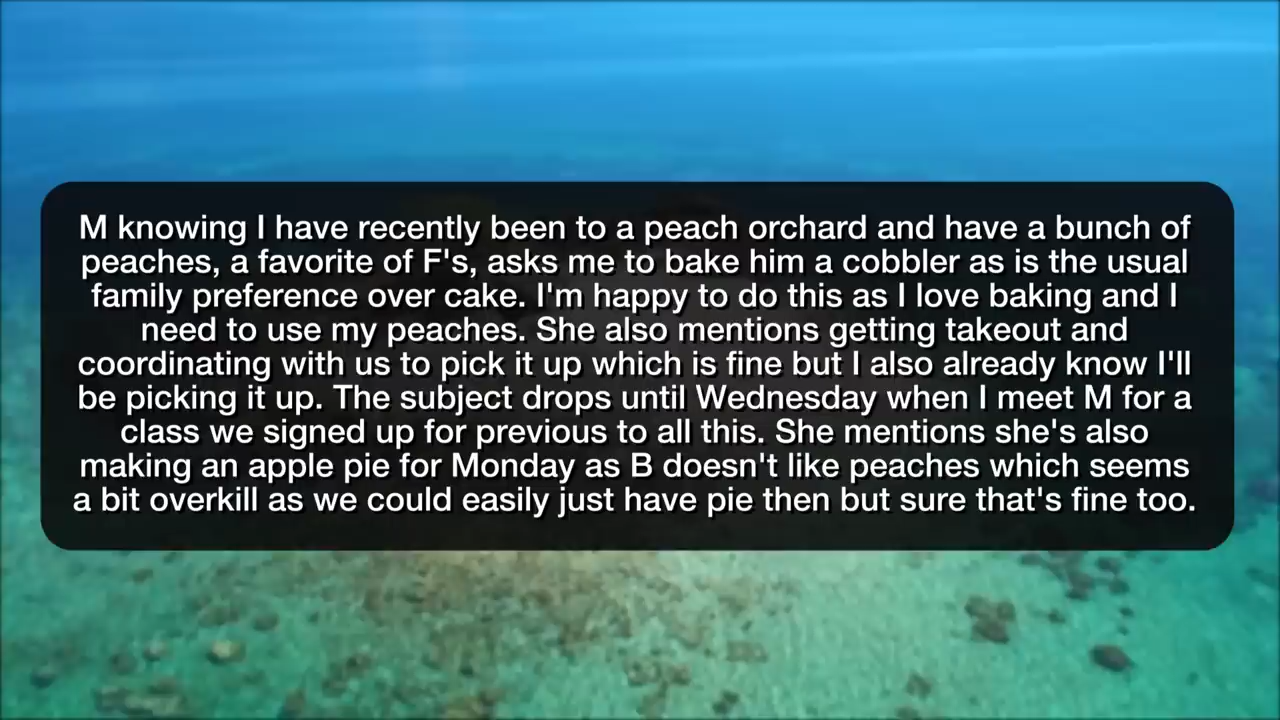 M knowing I have recently been to a peach orchard and have a bunch of
peaches, a favorite of F's, asks me to bake him a cobbler as is the usual
family preference over cake. I'm happy to do this as I love baking and I
need to use my peaches. She also mentions getting takeout and
coordinating with us to pick it up which is fine but I also already know I'll
be picking it up. The subject drops until Wednesday when I meet M for a
class we signed up for previous to all this. She mentions she's also
making an apple pie for Monday as B doesn't like peaches which seems
a bit overkill as we could easily just have pie then but sure that's fine too.